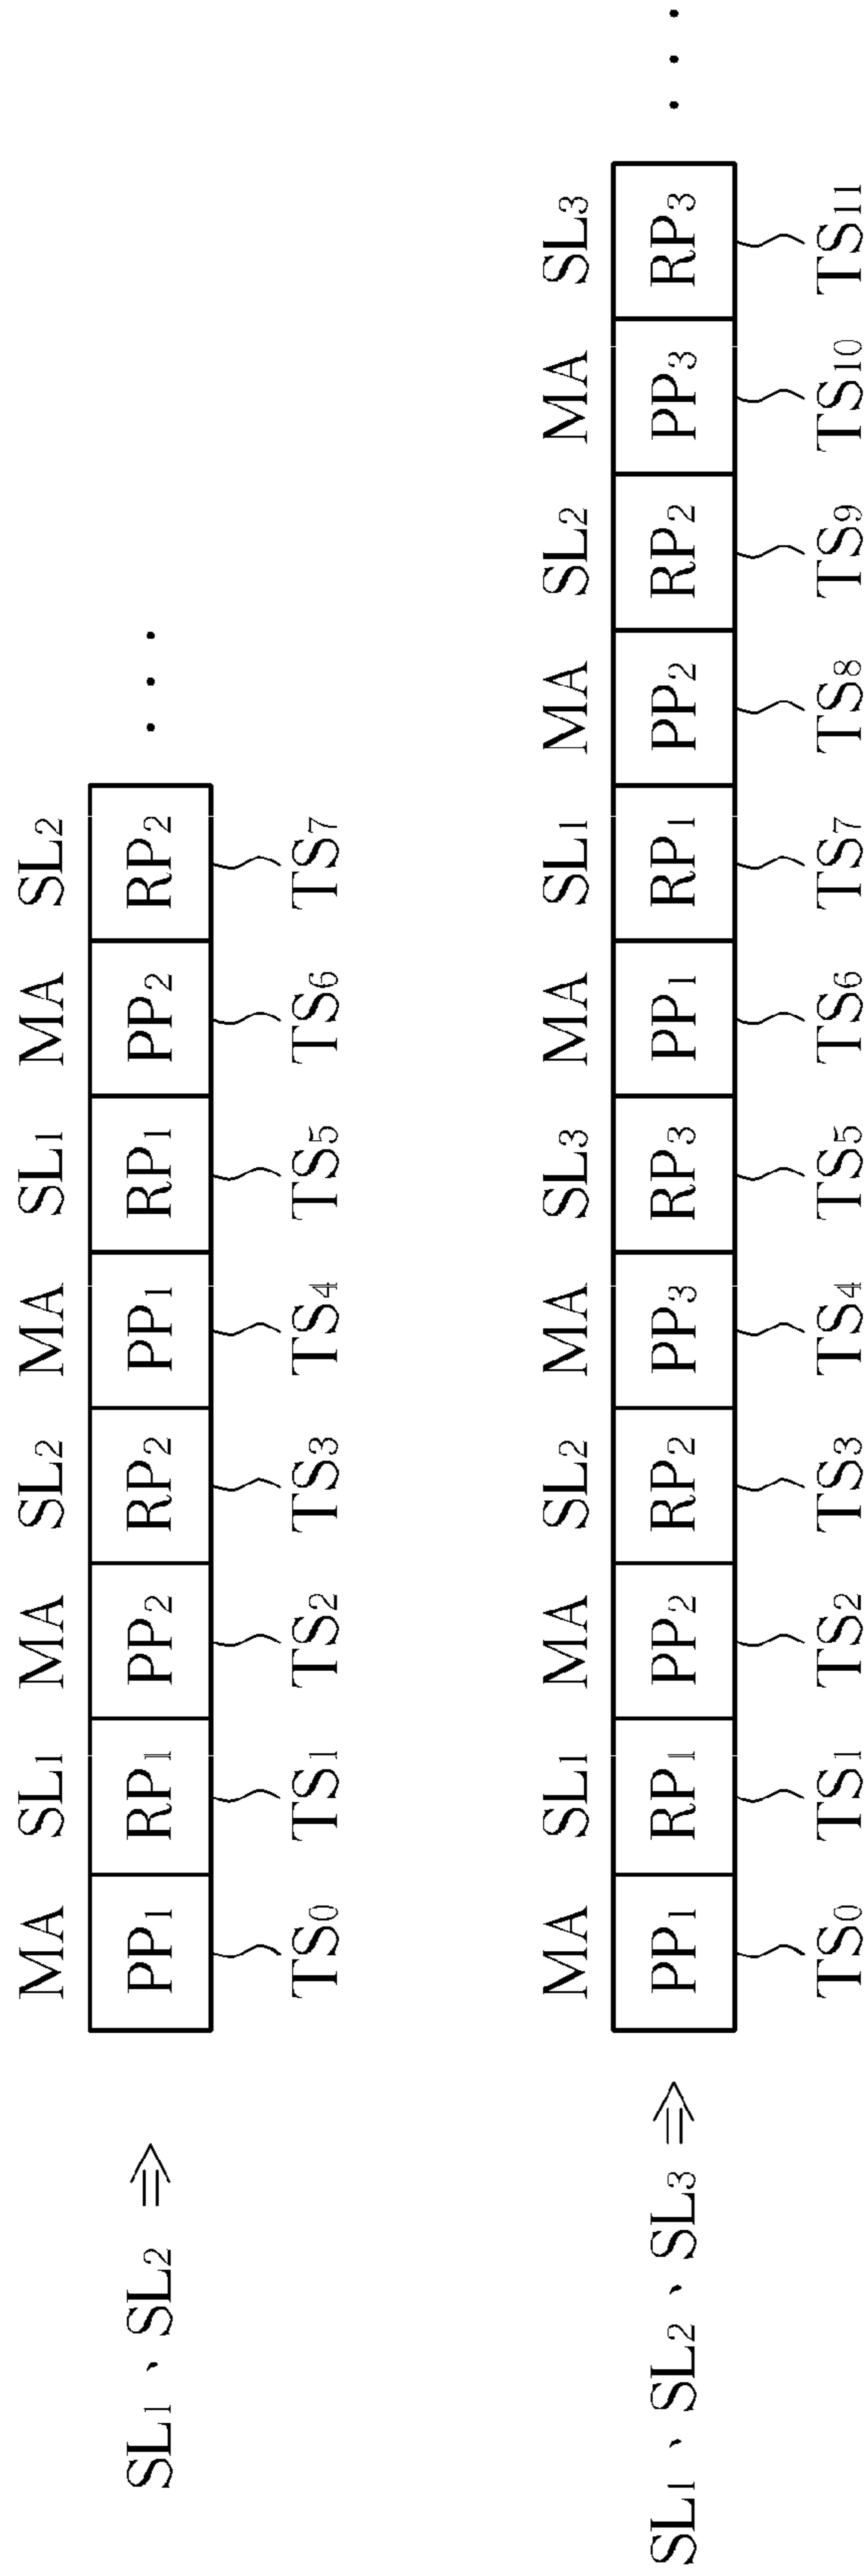 MA SL1 MA SL2 MA SL1 MA SL2
SL1、SL2 ⇒ PP1 RP1 PP2 RP2 PP1 RP1 PP2 RP2 ...
TS0 TS1 TS2 TS3 TS4 TS5 TS6 TS7
MA SL1 MA SL2 MA SL3 MA SL1 MA SL2 MA SL3
SL1、SL2、SL3 ⇒ PP1 RP1 PP2 RP2 PP3 RP3 PP1 RP1 PP2 RP2 PP3 RP3 ...
TS0 TS1 TS2 TS3 TS4 TS5 TS6 TS7 TS8 TS9 TS10 TS11